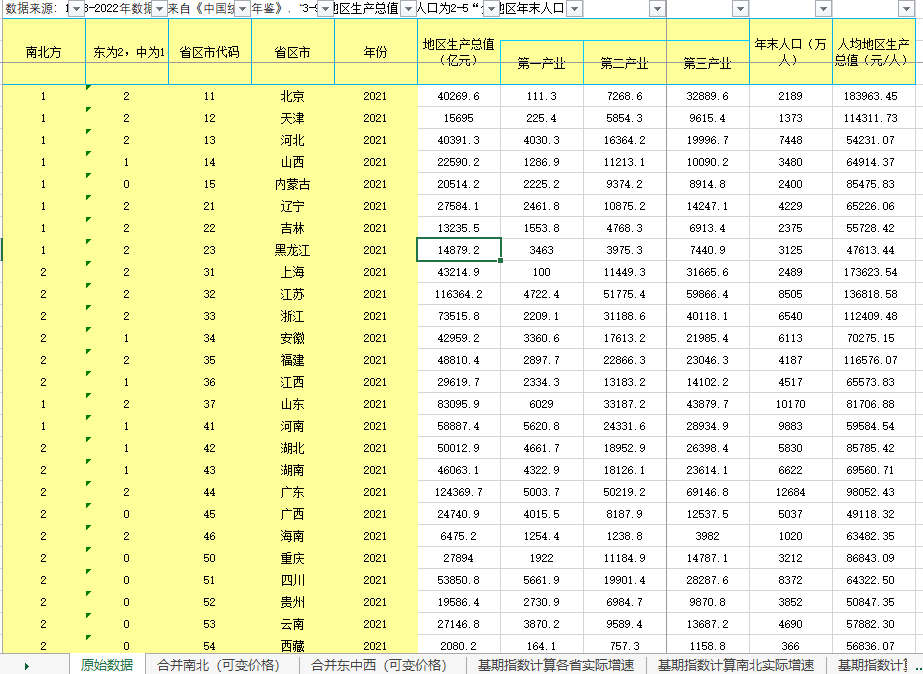 数据来源：1 3-2022年数据 来自《中国统 年鉴》．"3-9 地区生产总值 人口为2-5“分 地区年末人口
南北方 东为2，中为1 省区市代码 省区市 年份 地区生产总值（亿元） 第一产业 第二产业 第三产业 年末人口（万人） 人均地区生产总值（元/人）
1 2 11 北京 2021 40269.6 111.3 7268.6 32889.6 2189 183963.45
1 2 12 天津 2021 15695 225.4 5854.3 9615.4 1373 114311.73
1 2 13 河北 2021 40391.3 4030.3 16364.2 19996.7 7448 54231.07
1 1 14 山西 2021 22590.2 1286.9 11213.1 10090.2 3480 64914.37
1 0 15 内蒙古 2021 20514.2 2225.2 9374.2 8914.8 2400 85475.83
1 2 21 辽宁 2021 27584.1 2461.8 10875.2 14247.1 4229 65226.06
1 2 22 吉林 2021 13235.5 1553.8 4768.3 6913.4 2375 55728.42
1 2 23 黑龙江 2021 14879.2 3463 3975.3 7440.9 3125 47613.44
2 2 31 上海 2021 43214.9 100 11449.3 31665.6 2489 173623.54
2 2 32 江苏 2021 116364.2 4722.4 51775.4 59866.4 8505 136818.58
2 2 33 浙江 2021 73515.8 2209.1 31188.6 40118.1 6540 112409.48
2 1 34 安徽 2021 42959.2 3360.6 17613.2 21985.4 6113 70275.15
2 2 35 福建 2021 48810.4 2897.7 22866.3 23046.3 4187 116576.07
2 1 36 江西 2021 29619.7 2334.3 13183.2 14102.2 4517 65573.83
1 2 37 山东 2021 83095.9 6029 33187.2 43879.7 10170 81706.88
1 1 41 河南 2021 58887.4 5620.8 24331.6 28934.9 9883 59584.54
2 1 42 湖北 2021 50012.9 4661.7 18952.9 26398.4 5830 85785.42
2 1 43 湖南 2021 46063.1 4322.9 18126.1 23614.1 6622 69560.71
2 2 44 广东 2021 124369.7 5003.7 50219.2 69146.8 12684 98052.43
2 0 45 广西 2021 24740.9 4015.5 8187.9 12537.5 5037 49118.32
2 2 46 海南 2021 6475.2 1254.4 1238.8 3982 1020 63482.35
2 0 50 重庆 2021 27894 1922 11184.9 14787.1 3212 86843.09
2 0 51 四川 2021 53850.8 5661.9 19901.4 28287.6 8372 64322.50
2 0 52 贵州 2021 19586.4 2730.9 6984.7 9870.8 3852 50847.35
2 0 53 云南 2021 27146.8 3870.2 9589.4 13687.2 4690 57882.30
2 0 54 西藏 2021 2080.2 164.1 757.3 1158.8 366 56836.07
原始数据 合并南北（可变价格） 合并东中西（可变价格） 基期指数计算各省实际增速 基期指数计算南北实际增速 基期指数计 ...